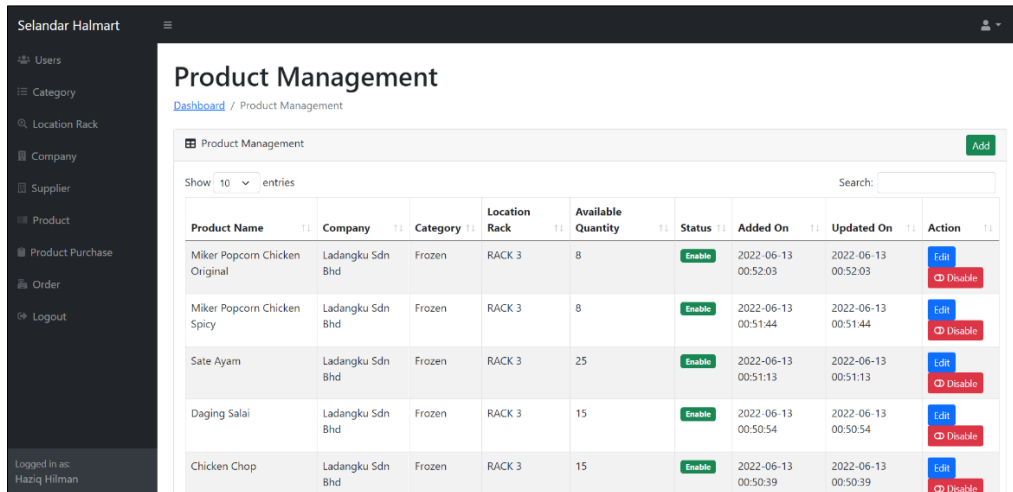 Selandar Halmart
Users
Category
Location Rack
Company
Supplier
Product
Product Purchase
Order
Logout
Logged in as:
Haziq Hilman
Product Management
Dashboard / Product Management
Product Management
Add
Show 10 entries
Search:
Product Name Company Category Location Rack Available Quantity Status Added On Updated On Action
Miker Popcorn Chicken Original Ladangku Sdn Bhd Frozen RACK 3 8 Enable 2022-06-13 00:52:03 2022-06-13 00:52:03 Edit Disable
Miker Popcorn Chicken Spicy Ladangku Sdn Bhd Frozen RACK 3 8 Enable 2022-06-13 00:51:44 2022-06-13 00:51:44 Edit Disable
Sate Ayam Ladangku Sdn Bhd Frozen RACK 3 25 Enable 2022-06-13 00:51:13 2022-06-13 00:51:13 Edit Disable
Daging Salai Ladangku Sdn Bhd Frozen RACK 3 15 Enable 2022-06-13 00:50:54 2022-06-13 00:50:54 Edit Disable
Chicken Chop Ladangku Sdn Bhd Frozen RACK 3 15 Enable 2022-06-13 00:50:39 2022-06-13 00:50:39 Edit Disable